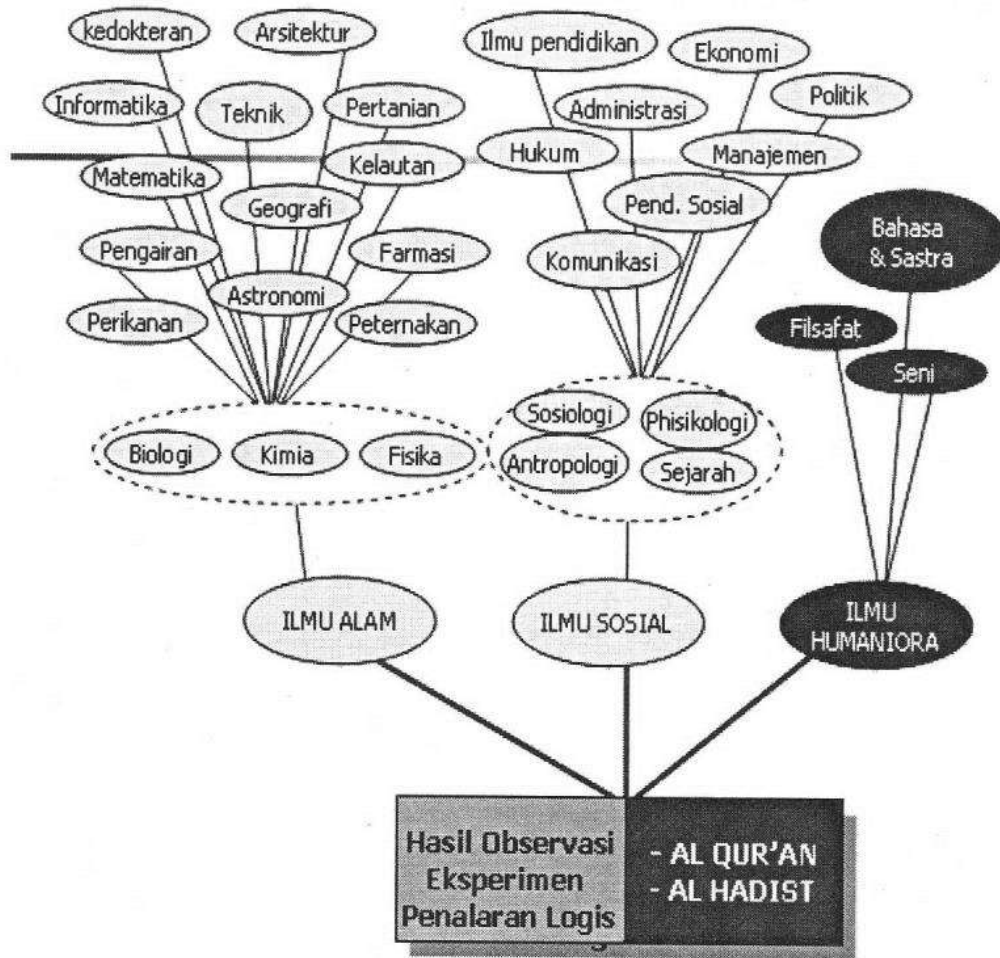 kedokteran
Arsitektur
Ilmu pendidikan
Ekonomi
Informatika
Teknik
Pertanian
Administrasi
Politik
Matematika
Kelautan
Hukum
Manajemen
Geografi
Pend. Sosial
Pengairan
Farmasi
Komunikasi
Bahasa
& Sastra
Astronomi
Perikanan
Peternakan
Filsafat
Seni
Sosiologi
Phisikologi
Biologi
Kimia
Fisika
Antropologi
Sejarah
ILMU ALAM
ILMU SOSIAL
ILMU
HUMANIORA
Hasil Observasi
Eksperimen
Penalaran Logis
- AL QUR'AN
- AL HADIST